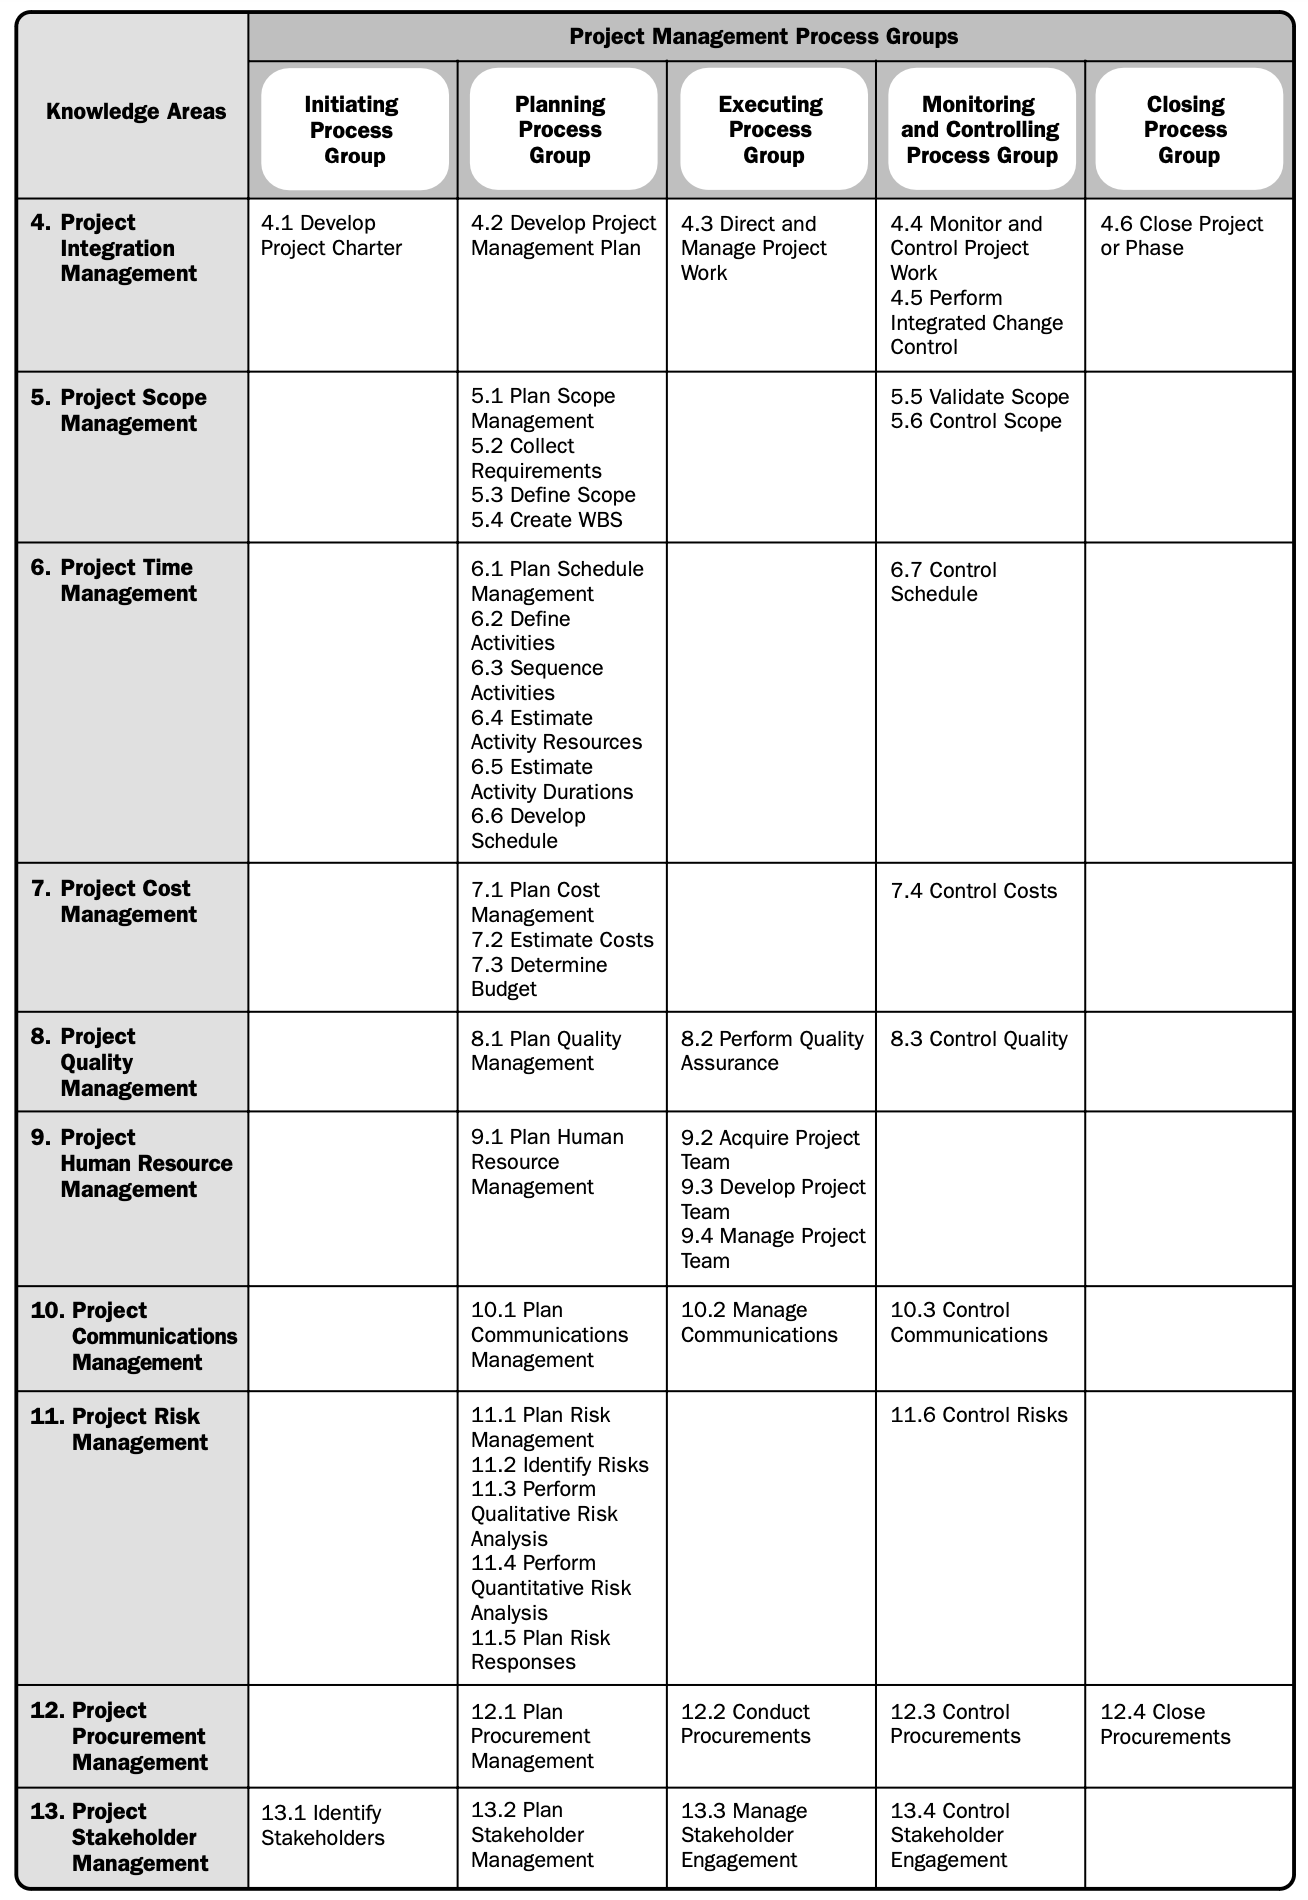 Project Management Process Groups
Knowledge Areas
Initiating
Process
Group
Planning
Process
Group
Executing
Process
Group
Monitoring
and Controlling
Process Group
Closing
Process
Group
4. Project
Integration
Management
4.1 Develop
Project Charter
4.2 Develop Project
Management Plan
4.3 Direct and
Manage Project
Work
4.4 Monitor and
Control Project
Work
4.5 Perform
Integrated Change
Control
4.6 Close Project
or Phase
5. Project Scope
Management
5.1 Plan Scope
Management
5.2 Collect
Requirements
5.3 Define Scope
5.4 Create WBS
5.5 Validate Scope
5.6 Control Scope
6. Project Time
Management
6.1 Plan Schedule
Management
6.2 Define
Activities
6.3 Sequence
Activities
6.4 Estimate
Activity Resources
6.5 Estimate
Activity Durations
6.6 Develop
Schedule
6.7 Control
Schedule
7. Project Cost
Management
7.1 Plan Cost
Management
7.2 Estimate Costs
7.3 Determine
Budget
7.4 Control Costs
8. Project
Quality
Management
8.1 Plan Quality
Management
8.2 Perform Quality
Assurance
8.3 Control Quality
9. Project
Human Resource
Management
9.1 Plan Human
Resource
Management
9.2 Acquire Project
Team
9.3 Develop Project
Team
9.4 Manage Project
Team
10. Project
Communications
Management
10.1 Plan
Communications
Management
10.2 Manage
Communications
10.3 Control
Communications
11. Project Risk
Management
11.1 Plan Risk
Management
11.2 Identify Risks
11.3 Perform
Qualitative Risk
Analysis
11.4 Perform
Quantitative Risk
Analysis
11.5 Plan Risk
Responses
11.6 Control Risks
12. Project
Procurement
Management
12.1 Plan
Procurement
Management
12.2 Conduct
Procurements
12.3 Control
Procurements
12.4 Close
Procurements
13. Project
Stakeholder
Management
13.1 Identify
Stakeholders
13.2 Plan
Stakeholder
Management
13.3 Manage
Stakeholder
Engagement
13.4 Control
Stakeholder
Engagement